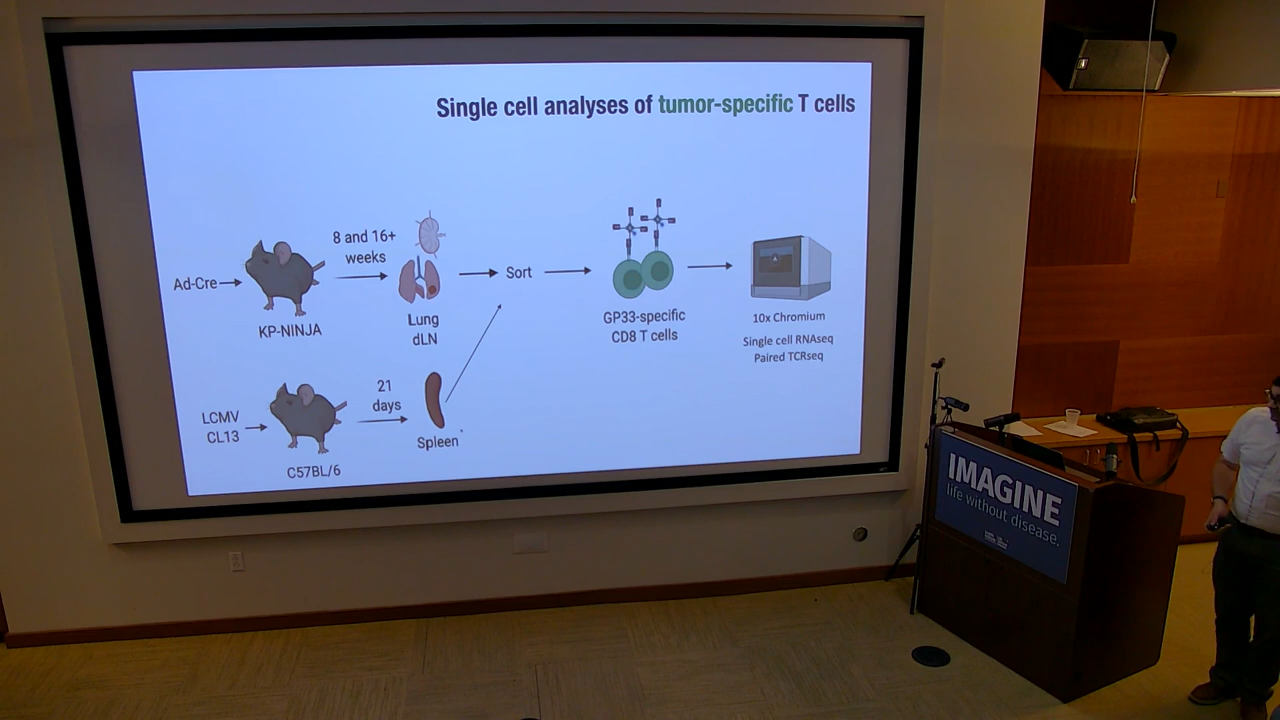 Single cell analyses of tumor-specific T cells
Ad-Cre
KP-NINJA
8 and 16+
weeks
Lung
dLN
Sort
GP33-specific
CD8 T cells
10x Chromium
Single cell RNAseq
Paired TCRseq
LCMV
CL13
C57BL/6
21
days
Spleen
IMAGINE
life without disease.